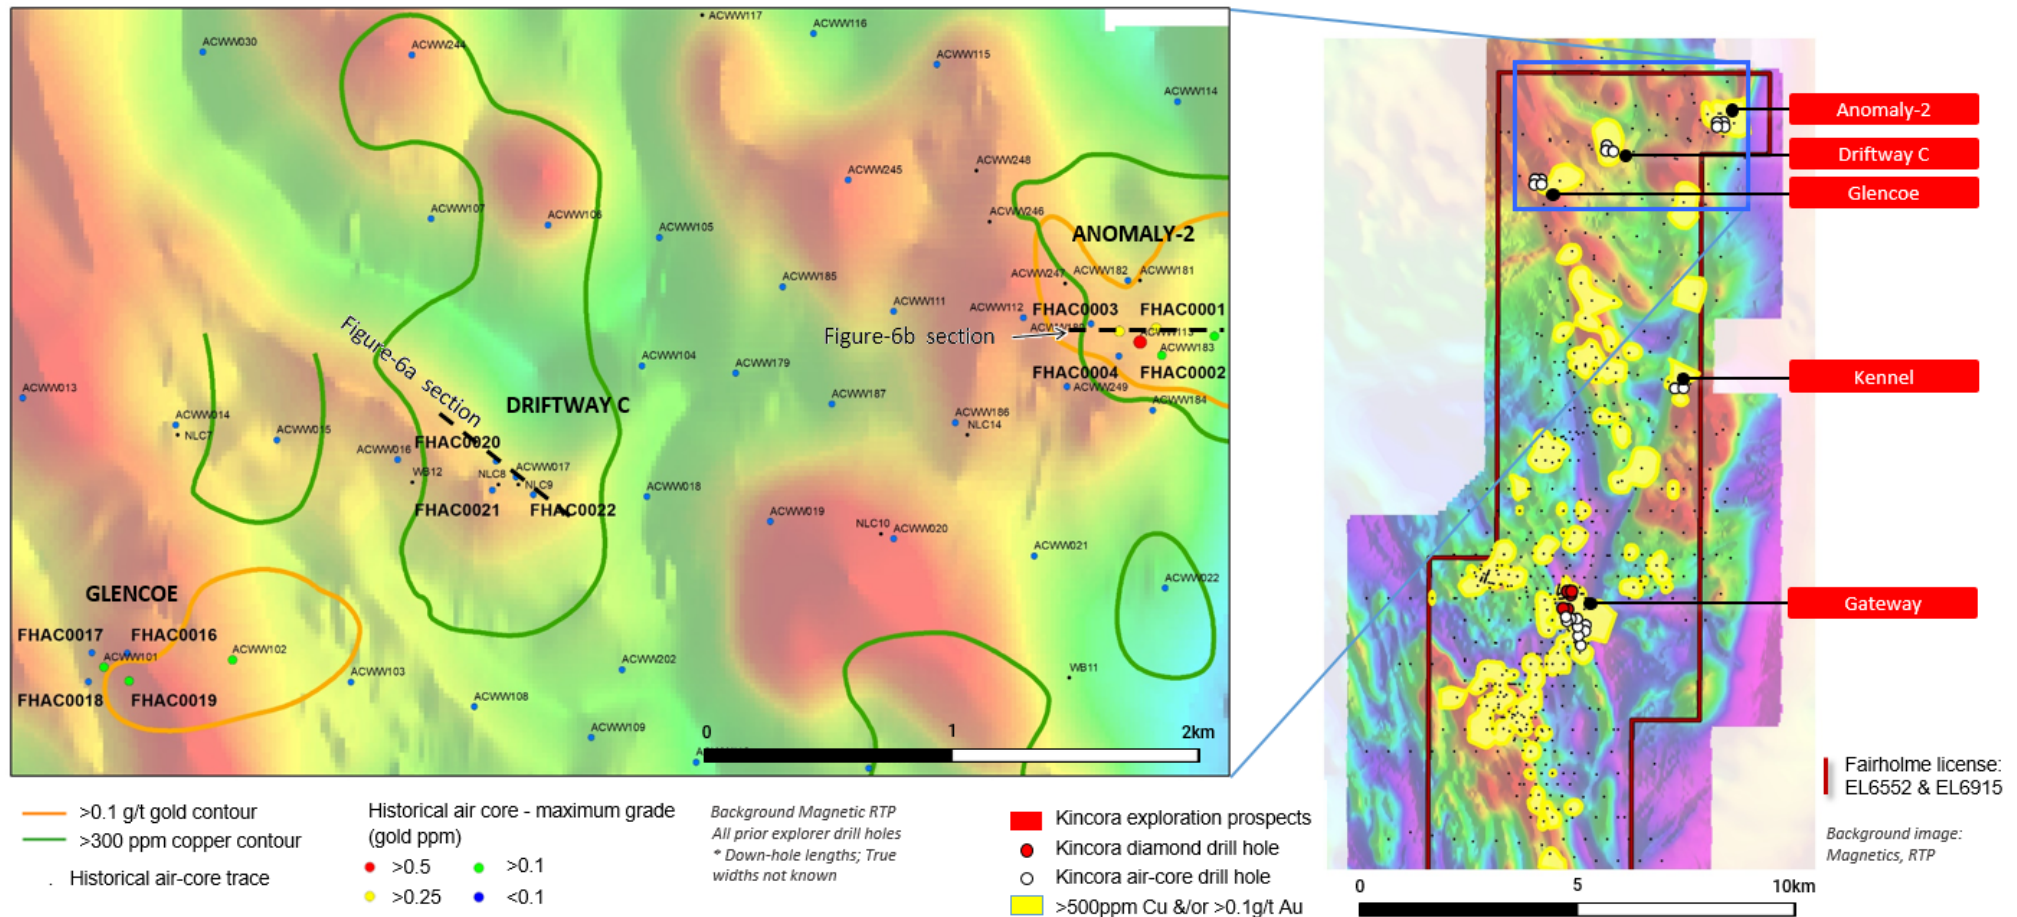 ACWW117
ACWW116
ACWW030
ACWW244
ACWW115
ACWW114
ACWW248
ACWW245
ACWW107
ACWW106
ACWW246
ACWW105
ANOMALY-2
ACWW185
ACWW247
ACWW182
ACWW181
ACWW111
ACWW112
FHAC0003
FHAC0001
ACWW113
Figure-6b section
ACWW183
ACWW104
ACWW179
FHAC0004
FHAC0002
ACWW249
ACWW013
ACWW187
ACWW184
Figure-6a section
DRIFTWAY C
ACWW014
NLC7
ACWW015
ACWW186
NLC14
FHAC0020
ACWW016
WB12
NLC8
ACWW017
NLC9
ACWW018
FHAC0021
FHAC0022
ACWW019
NLC10
ACWW020
ACWW021
ACWW022
GLENCOE
FHAC0017
FHAC0016
ACWW101
ACWW102
ACWW103
FHAC0018
FHAC0019
ACWW202
WB11
ACWW108
ACWW109
0
1
2km
Anomaly-2
Driftway C
Glencoe
Kennel
Gateway
Fairholme license:
EL6552 & EL6915
Background image:
Magnetics, RTP
0
5
10km
>0.1 g/t gold contour
>300 ppm copper contour
. Historical air-core trace
Historical air core - maximum grade
(gold ppm)
>0.5
>0.1
>0.25
<0.1
Background Magnetic RTP
All prior explorer drill holes
* Down-hole lengths; True
widths not known
Kincora exploration prospects
Kincora diamond drill hole
Kincora air-core drill hole
>500ppm Cu &/or >0.1g/t Au